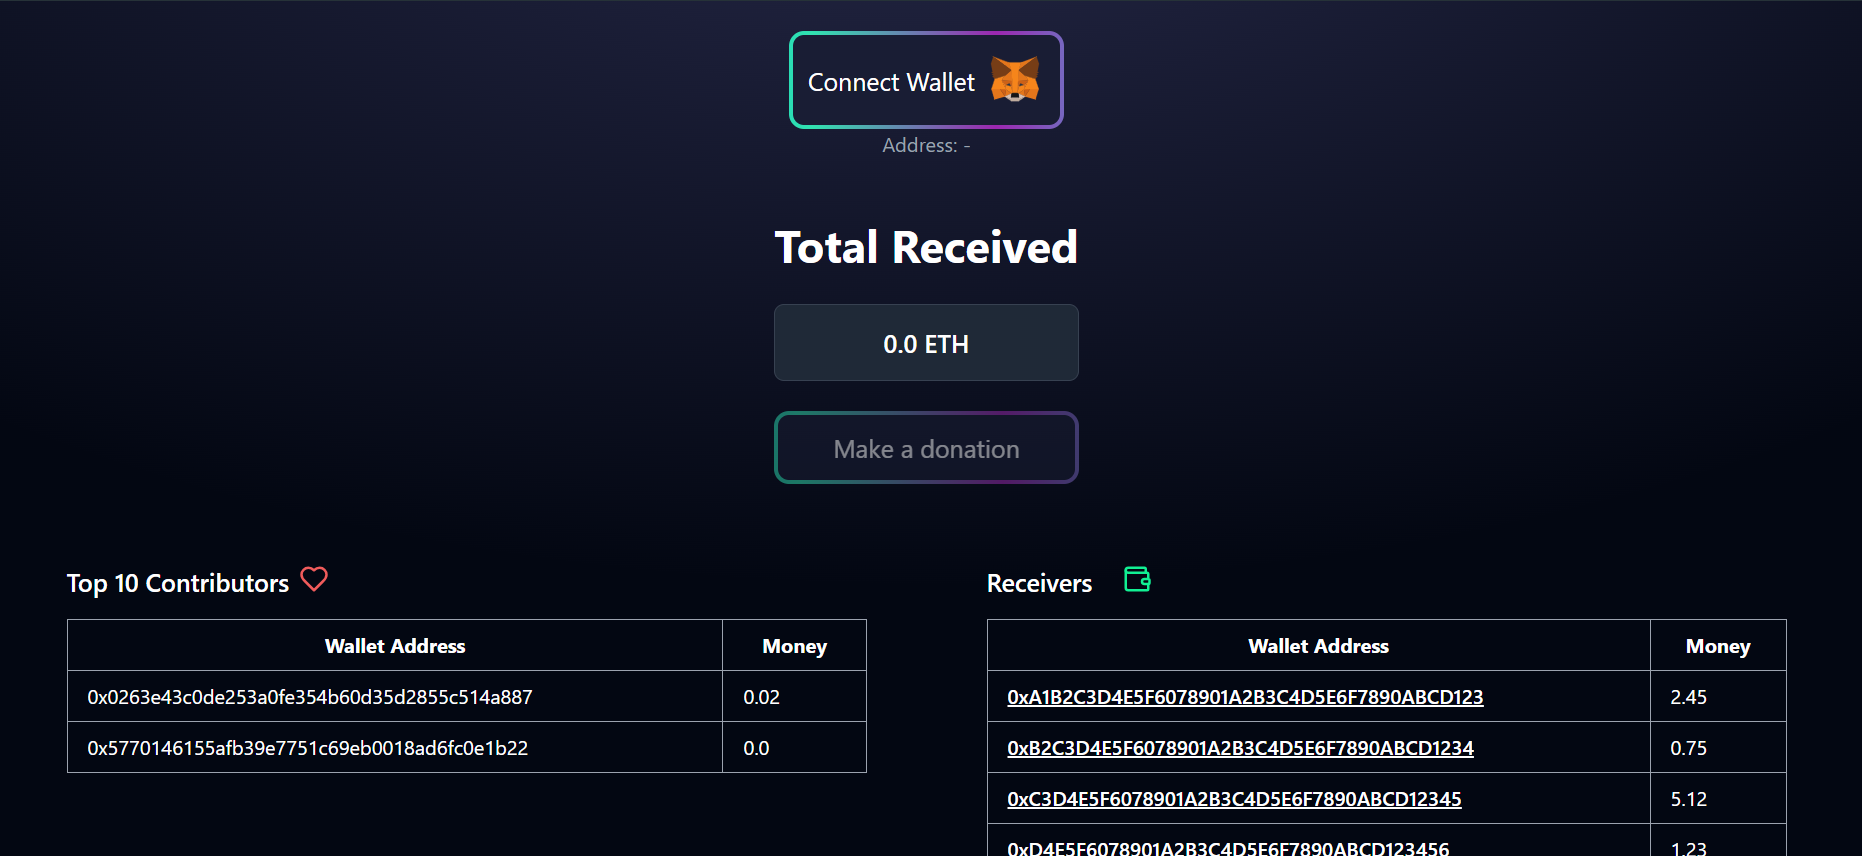 Connect Wallet
Address: -
Total Received
0.0 ETH
Make a donation
Top 10 Contributors
Wallet Address Money
0x0263e43c0de253a0fe354b60d35d2855c514a887 0.02
0x5770146155afb39e7751c69eb0018ad6fc0e1b22 0.0
Receivers
Wallet Address Money
0xA1B2C3D4E5F6078901A2B3C4D5E6F7890ABCD123 2.45
0xB2C3D4E5F6078901A2B3C4D5E6F7890ABCD1234 0.75
0xC3D4E5F6078901A2B3C4D5E6F7890ABCD12345 5.12
0xD4E5F6078901A2B3C4D5E6F7890ABCD123456 1.23